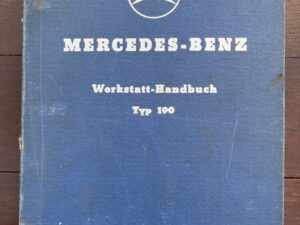 MERCEDES-BENZ
Werkstatt-Handbuch
Typ 190